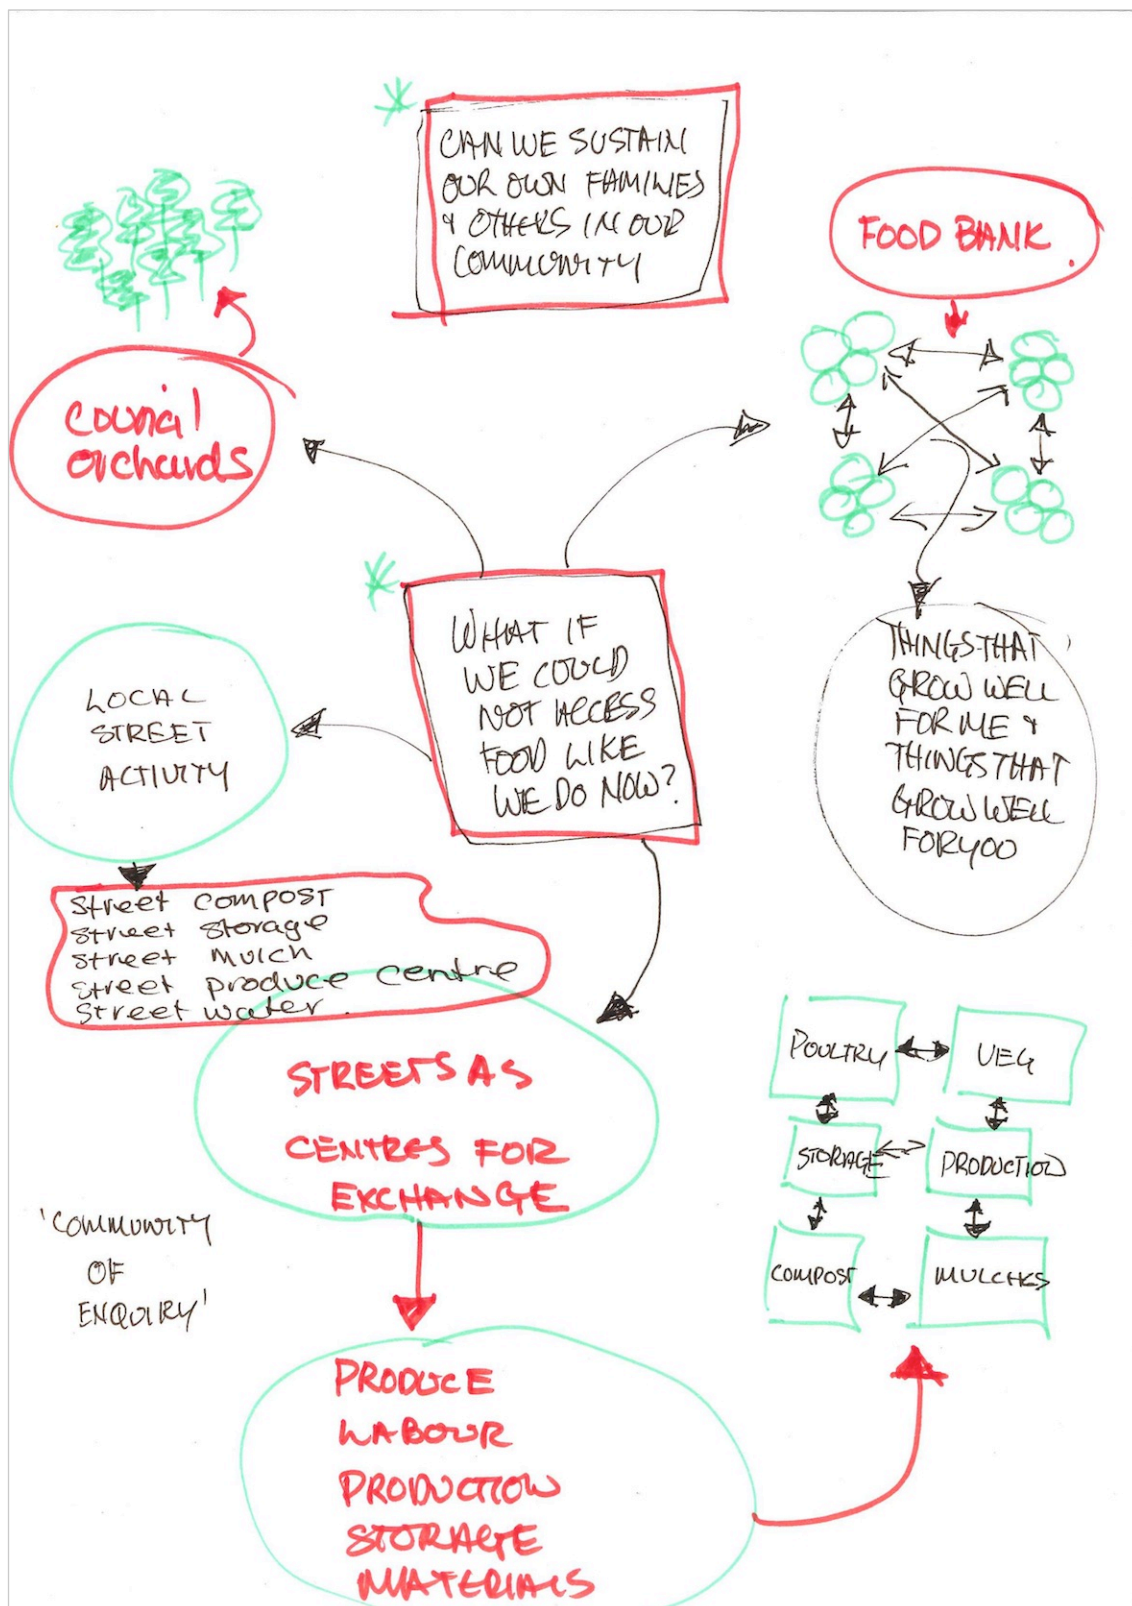 CAN WE SUSTAIN
OUR OWN FAMILIES
& OTHERS IN OUR
COMMUNITY
FOOD BANK.
Council
Orchards
WHAT IF
WE COULD
NOT ACCESS
FOOD LIKE
WE DO NOW?
THINGS THAT
GROW WELL
FOR ME &
THINGS THAT
GROW WELL
FOR YOU
LOCAL
STREET
ACTIVITY
Street compost
Street storage
Street mulch
Street produce centre
Street water.
STREETS AS
CENTRES FOR
EXCHANGE
POULTRY
VEG
STORAGE
PRODUCTION
COMPOST
MULCHES
'COMMUNITY
OF
ENQUIRY'
PRODUCE
LABOUR
PRODUCTION
STORAGE
MATERIALS